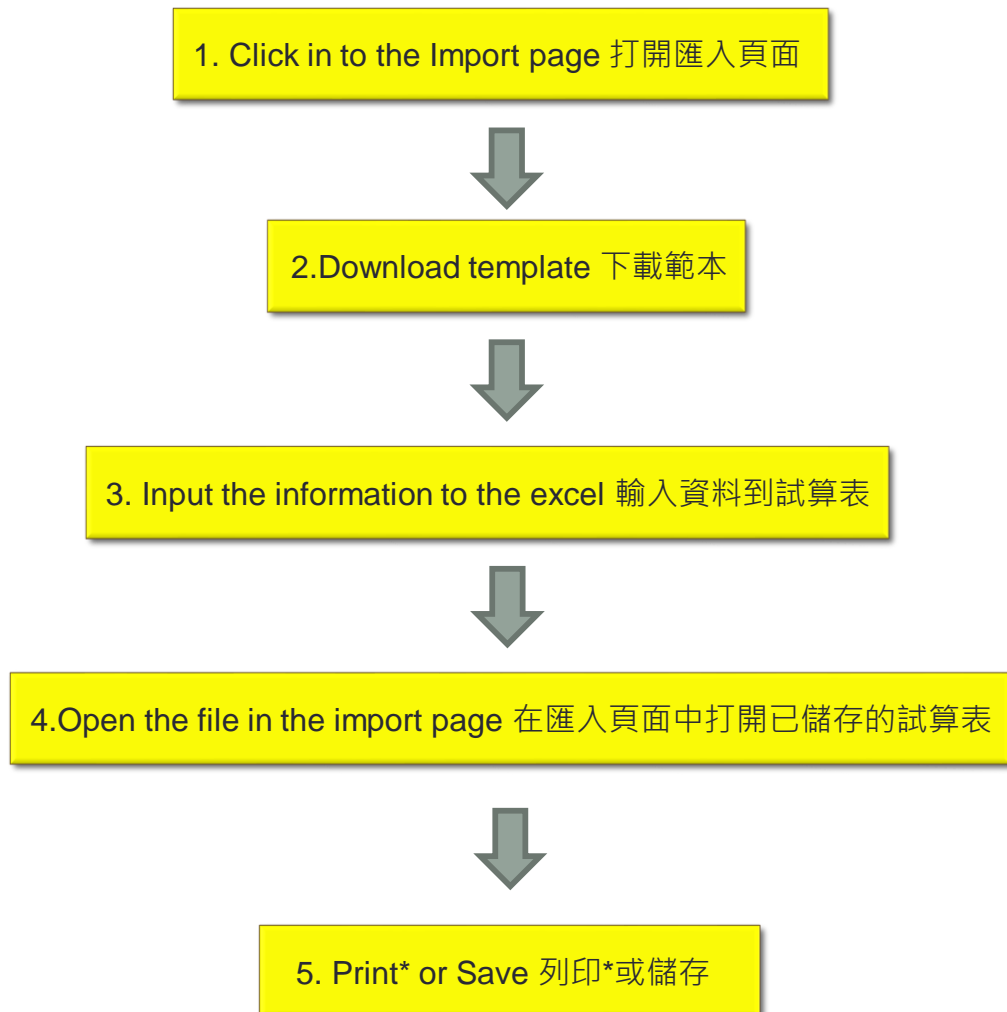 1. Click in to the Import page 打開匯入頁面
2.Download template 下載範本
3. Input the information to the excel 輸入資料到試算表
4.Open the file in the import page 在匯入頁面中打開已儲存的試算表
5. Print* or Save 列印*或儲存